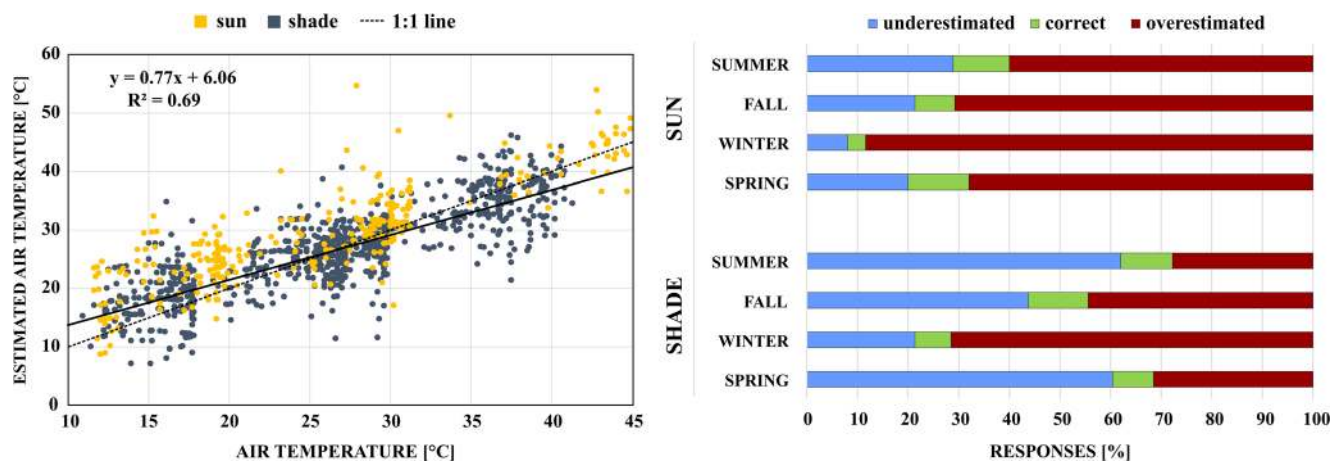 sun shade 1:1 line
60
50
40
30
20
10
0
ESTIMATED AIR TEMPERATURE [°C]
y = 0.77x + 6.06
R² = 0.69
10 15 20 25 30 35 40 45
AIR TEMPERATURE [°C]
underestimated correct overestimated
SUN
SUMMER
FALL
WINTER
SPRING
SHADE
SUMMER
FALL
WINTER
SPRING
0 10 20 30 40 50 60 70 80 90 100
RESPONSES [%]